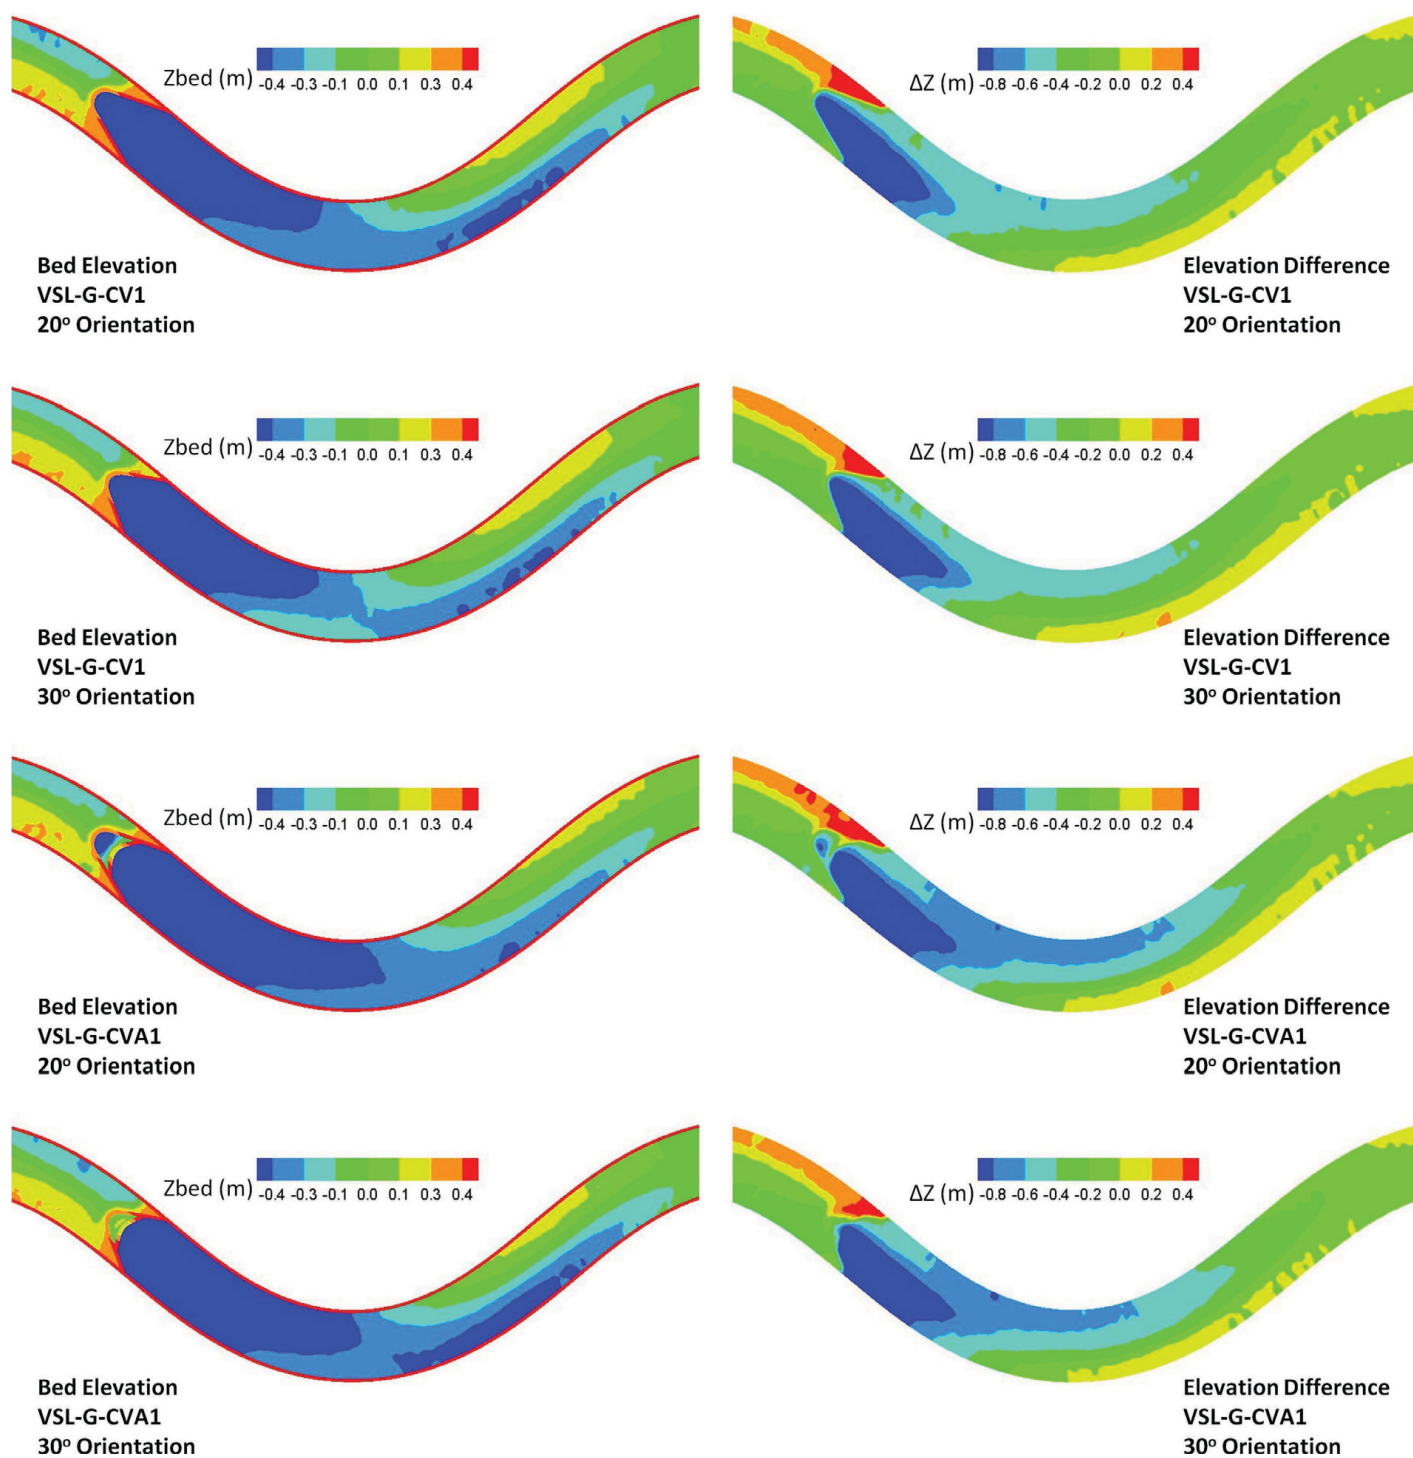 Zbed (m) -0.4 -0.3 -0.1 0.0 0.1 0.3 0.4
Bed Elevation
VSL-G-CV1
20º Orientation
ΔZ (m) -0.8 -0.6 -0.4 -0.2 0.0 0.2 0.4
Elevation Difference
VSL-G-CV1
20º Orientation
Zbed (m) -0.4 -0.3 -0.1 0.0 0.1 0.3 0.4
Bed Elevation
VSL-G-CV1
30º Orientation
ΔZ (m) -0.8 -0.6 -0.4 -0.2 0.0 0.2 0.4
Elevation Difference
VSL-G-CV1
30º Orientation
Zbed (m) -0.4 -0.3 -0.1 0.0 0.1 0.3 0.4
Bed Elevation
VSL-G-CVA1
20º Orientation
ΔZ (m) -0.8 -0.6 -0.4 -0.2 0.0 0.2 0.4
Elevation Difference
VSL-G-CVA1
20º Orientation
Zbed (m) -0.4 -0.3 -0.1 0.0 0.1 0.3 0.4
Bed Elevation
VSL-G-CVA1
30º Orientation
ΔZ (m) -0.8 -0.6 -0.4 -0.2 0.0 0.2 0.4
Elevation Difference
VSL-G-CVA1
30º Orientation